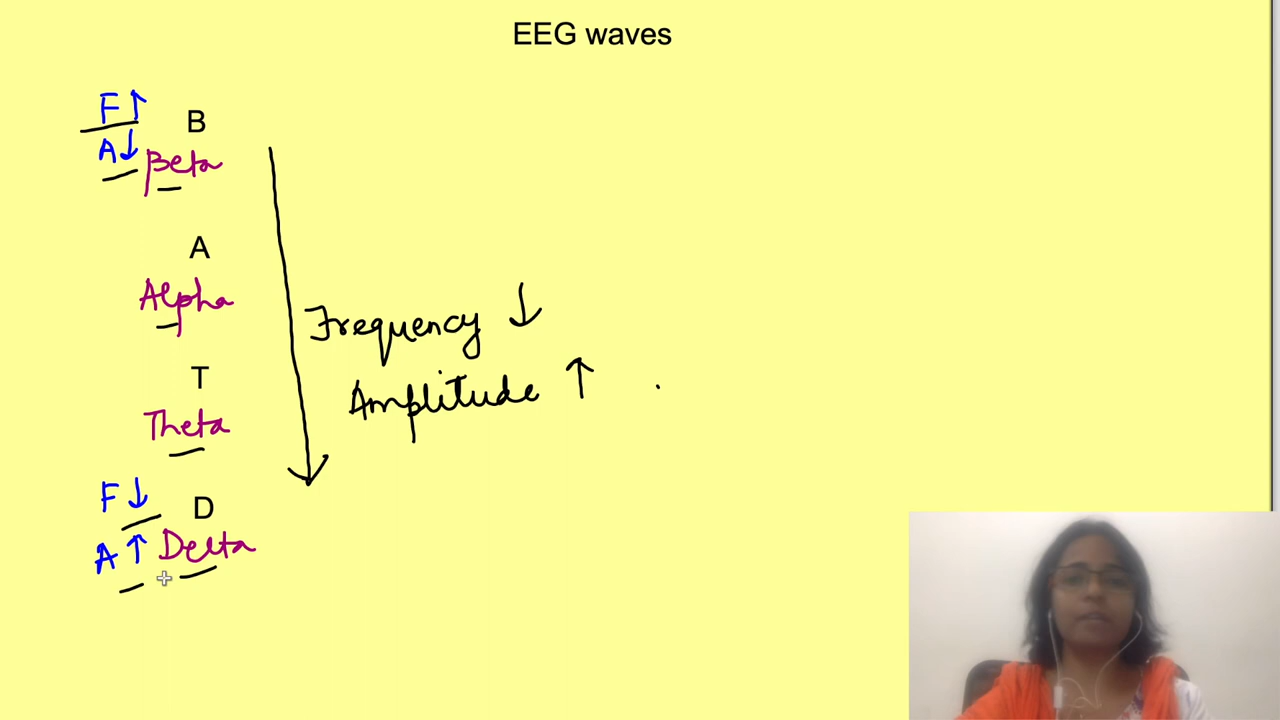 EEG waves
F↑
B
A↓
Beta
A
Alpha
Frequency ↓
T
Amplitude ↑
Theta
F↓
D
A↑ Delta